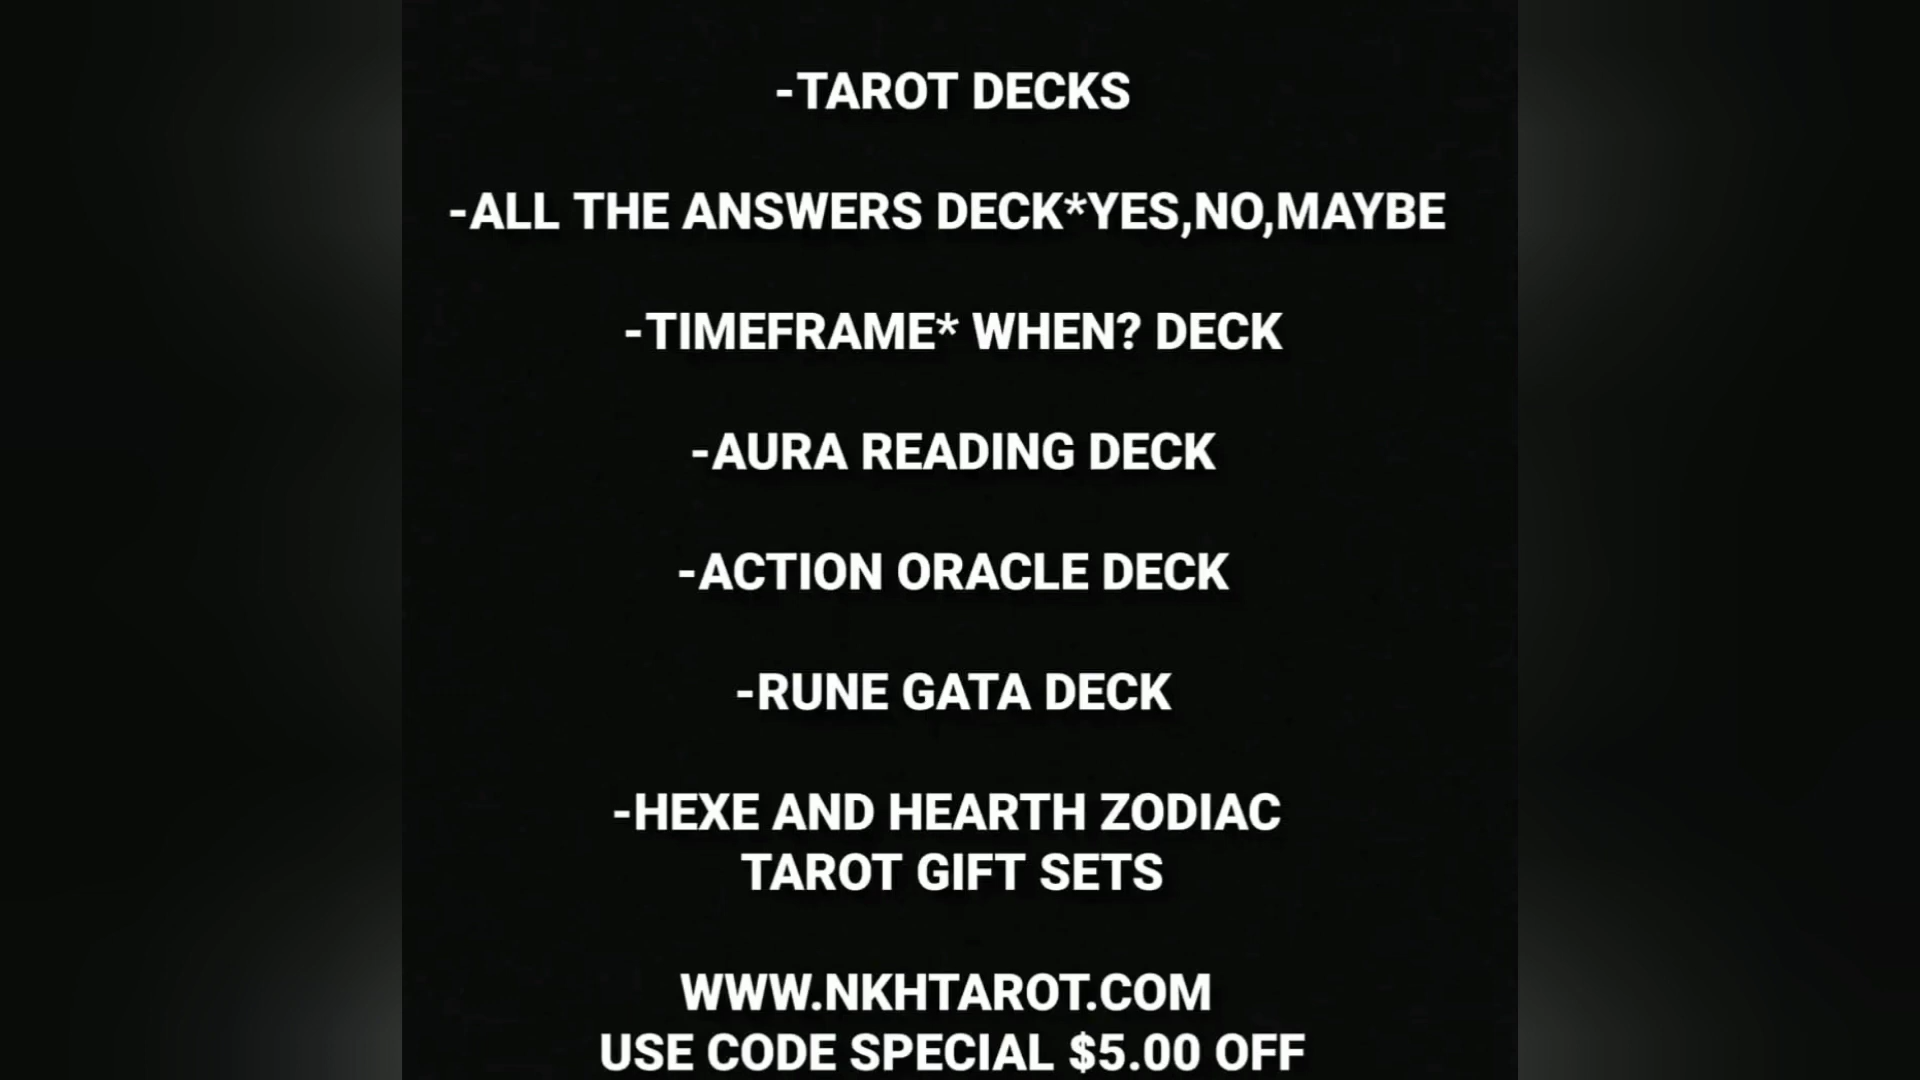 -TAROT DECKS
-ALL THE ANSWERS DECK*YES,NO,MAYBE
-TIMEFRAME* WHEN? DECK
-AURA READING DECK
-ACTION ORACLE DECK
-RUNE GATA DECK
-HEXE AND HEARTH ZODIAC
TAROT GIFT SETS
WWW.NKHTAROT.COM
USE CODE SPECIAL $5.00 OFF